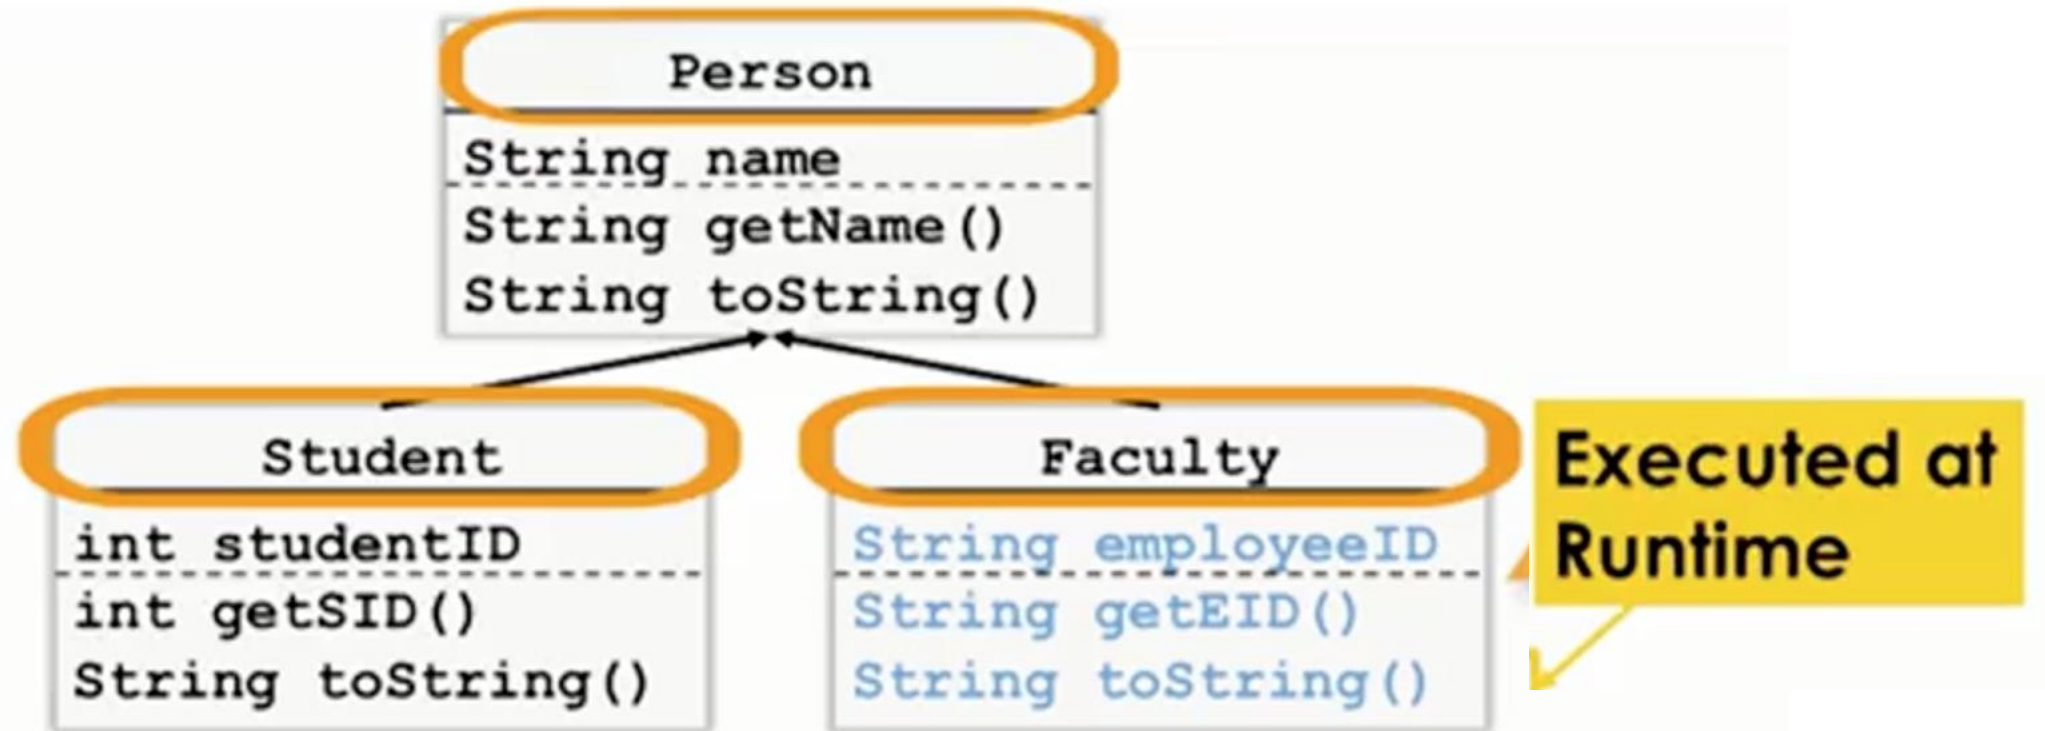 Person
String name
String getName()
String toString()
Student
int studentID
int getSID()
String toString()
Faculty
String employeeID
String getEID()
String toString()
Executed at
Runtime